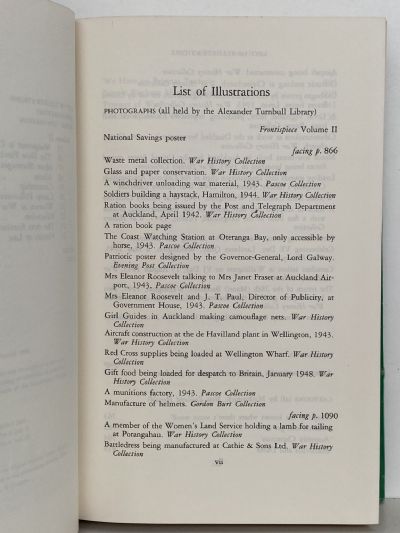 List of Illustrations
PHOTOGRAPHS (all held by the Alexander Turnbull Library)
Frontispiece Volume II
National Savings poster
facing p. 866
Waste metal collection. War History Collection
Glass and paper conservation. War History Collection
A winchdriver unloading war material, 1943. Pascoe Collection
Soldiers building a haystack, Hamilton, 1944. War History Collection
Ration books being issued by the Post and Telegraph Department
at Auckland, April 1942. War History Collection
A ration book page
The Coast Watching Station at Oteranga Bay, only accessible by
horse, 1943. Pascoe Collection
Patriotic poster designed by the Governor-General, Lord Galway.
Evening Post Collection
Mrs Eleanor Roosevelt talking to Mrs Janet Fraser at Auckland Air-
port, 1943. Pascoe Collection
Mrs Eleanor Roosevelt and J. T. Paul, Director of Publicity, at
Government House, 1943. Pascoe Collection
Girl Guides in Auckland making camouflage nets. War History
Collection
Aircraft construction at the de Havilland plant in Wellington, 1943.
War History Collection
Red Cross supplies being loaded at Wellington Wharf. War History
Collection
Gift food being loaded for despatch to Britain, January 1948. War
History Collection
A munitions factory, 1943. Pascoe Collection
Manufacture of helmets. Gordon Burt Collection
facing p. 1090
A member of the Women's Land Service holding a lamb for tailing
at Porangahau. War History Collection
Battledress being manufactured at Cathie & Sons Ltd. War History
Collection
vii